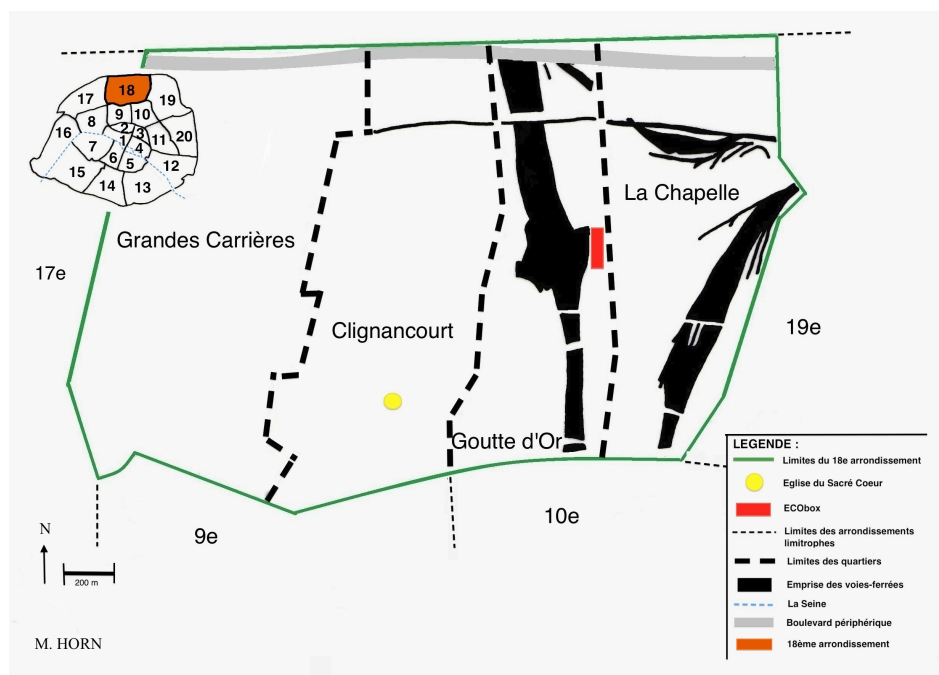 18
17
19
9
10
8
2
3
16
1
11
20
7
4
6
5
12
15
14
13
La Chapelle
Grandes Carrières
17e
Clignancourt
19e
Goutte d'Or
10e
9e
N
200 m
M. HORN
LEGENDE :
Limites du 18e arrondissement
Eglise du Sacré Coeur
ECObox
Limites des arrondissements
limitrophes
Limites des quartiers
Emprise des voies-ferrées
La Seine
Boulevard périphérique
18ème arrondissement